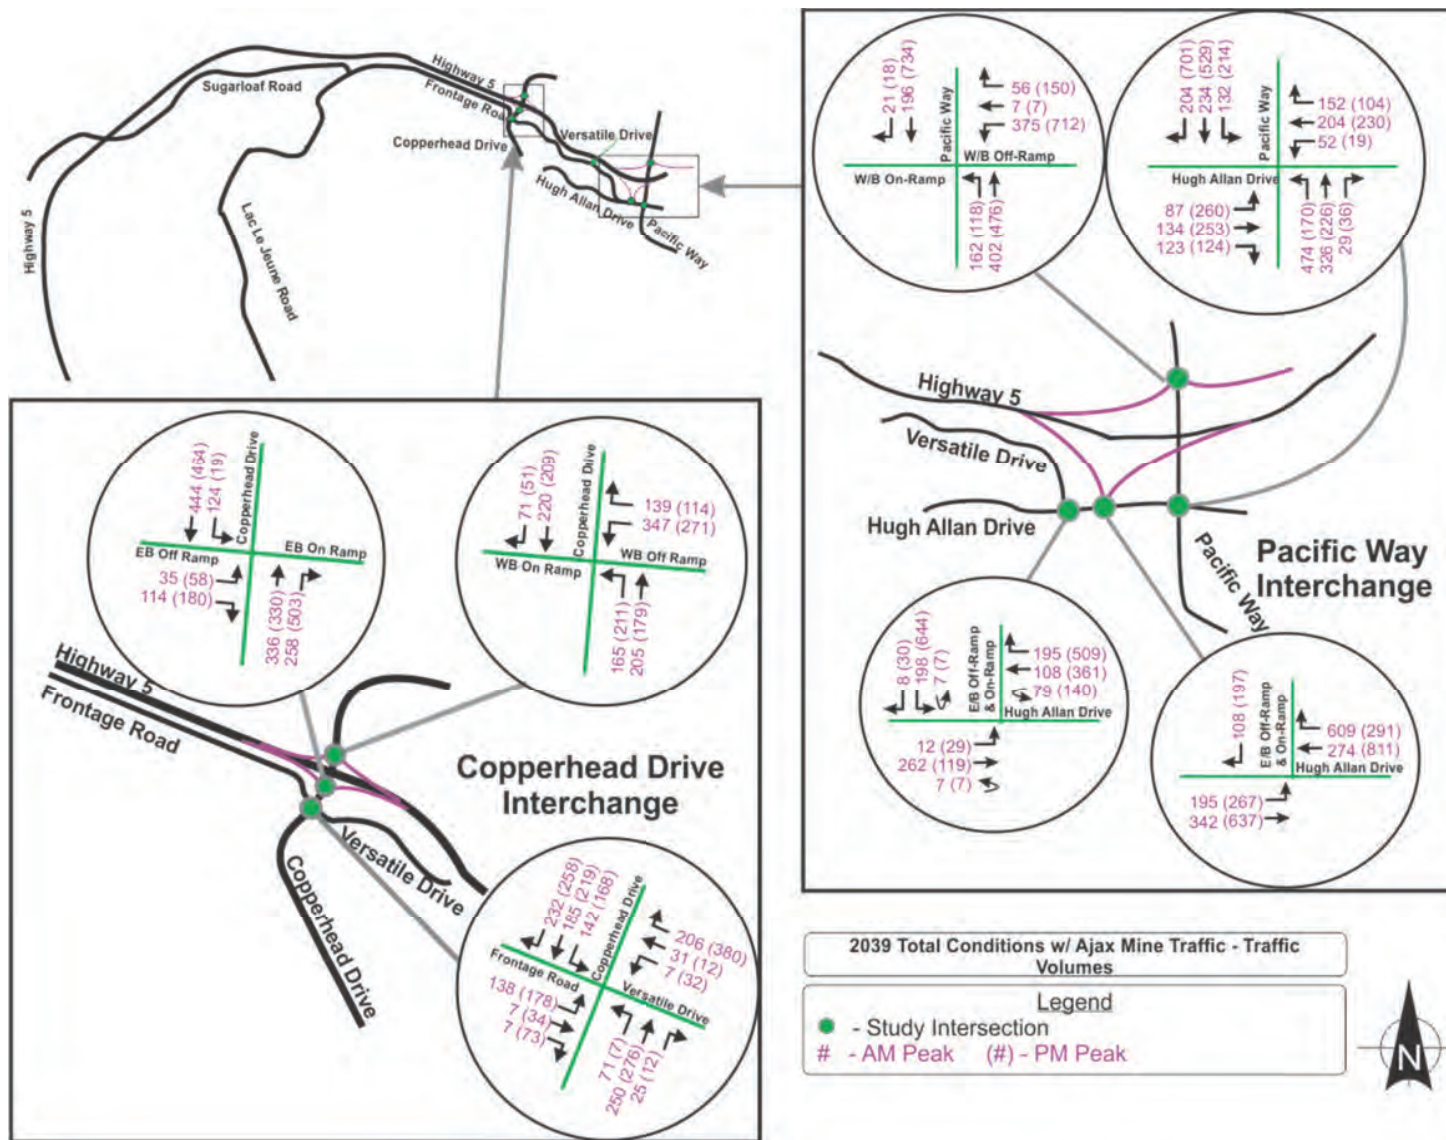 Highway 5
Sugarloaf Road
Frontage Road
Copperhead Drive
Versatile Drive
Hugh Allan Drive
Pacific Way
Lac Le Jeune Road
Highway 5
21 (18)
196 (734)
Pacific Way
56 (150)
7 (7)
375 (712)
W/B Off-Ramp
W/B On-Ramp
162 (118)
402 (476)
204 (701)
234 (529)
132 (214)
Pacific Way
152 (104)
204 (230)
52 (19)
Hugh Allan Drive
87 (260)
134 (253)
123 (124)
474 (170)
326 (226)
29 (36)
Highway 5
Versatile Drive
Hugh Allan Drive
Pacific Way
Pacific Way
Interchange
8 (30)
198 (644)
7 (7)
E/B Off-Ramp
& On-Ramp
195 (509)
108 (361)
79 (140)
Hugh Allan Drive
12 (29)
262 (119)
7 (7)
108 (197)
E/B Off-Ramp
& On-Ramp
609 (291)
274 (811)
Hugh Allan Drive
195 (267)
342 (637)
444 (464)
124 (19)
Copperhead Drive
EB Off Ramp
EB On Ramp
35 (58)
114 (180)
336 (330)
258 (503)
71 (51)
220 (209)
Copperhead Dive
139 (114)
347 (271)
WB Off Ramp
WB On Ramp
165 (211)
205 (179)
Highway 5
Frontage Road
Copperhead Drive
Interchange
Versatile Drive
Copperhead Drive
232 (258)
185 (219)
142 (168)
Copperhead Drive
206 (380)
31 (12)
7 (32)
Frontage Road
Versatile Drive
138 (178)
7 (34)
7 (73)
71 (7)
250 (276)
25 (12)
2039 Total Conditions w/ Ajax Mine Traffic - Traffic
Volumes
Legend
- Study Intersection
# - AM Peak (#) - PM Peak
N